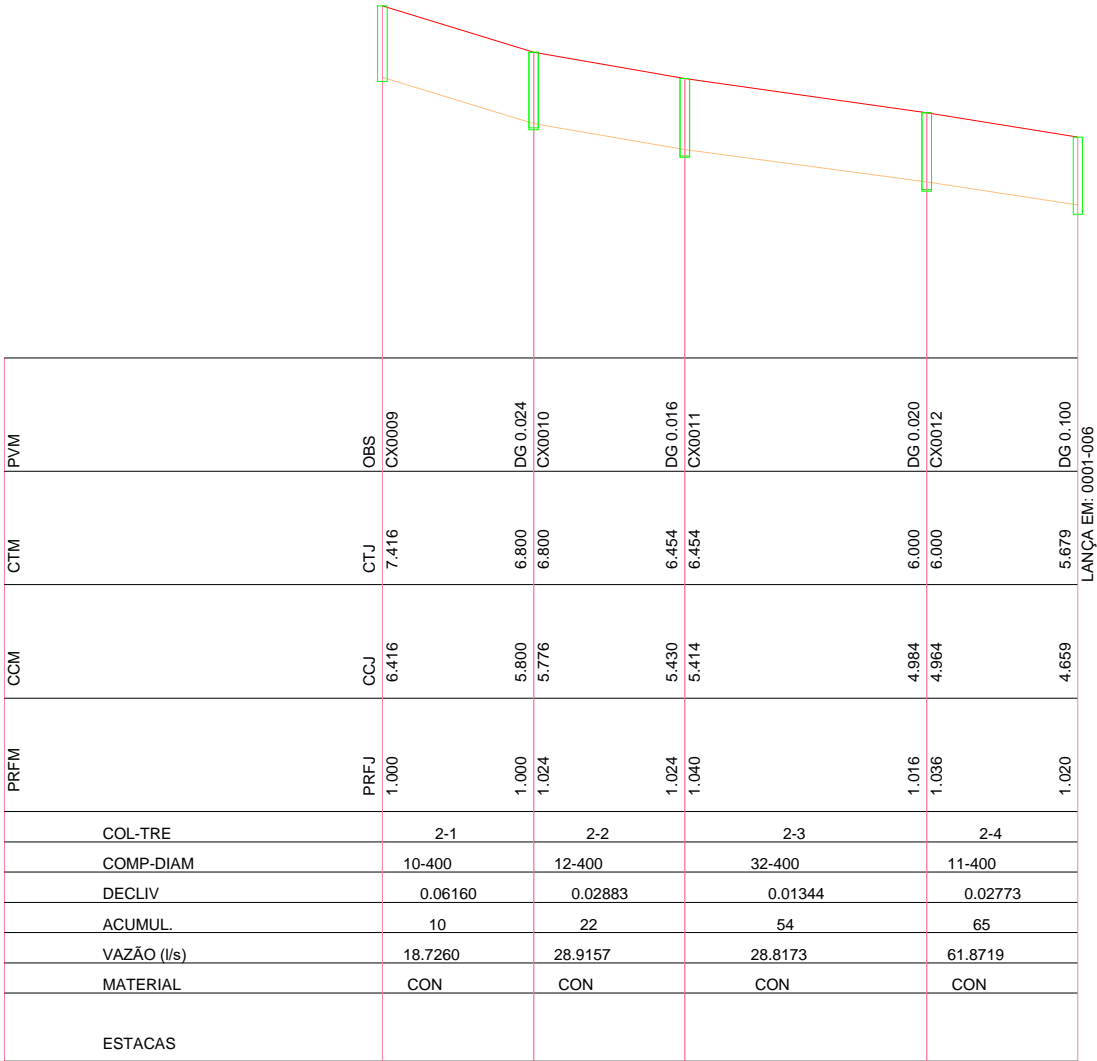 PVM OBS CX0009 DG 0.024 CX0010 DG 0.016 CX0011 DG 0.020 CX0012 DG 0.100
LANÇA EM: 0001-006
CTM CTJ 7.416 6.800 6.800 6.454 6.454 6.000 6.000 5.679
CCM CCJ 6.416 5.800 5.776 5.430 5.414 4.984 4.964 4.659
PRFM PRFJ 1.000 1.000 1.024 1.024 1.040 1.016 1.036 1.020
COL-TRE 2-1 2-2 2-3 2-4
COMP-DIAM 10-400 12-400 32-400 11-400
DECLIV 0.06160 0.02883 0.01344 0.02773
ACUMUL. 10 22 54 65
VAZÃO (l/s) 18.7260 28.9157 28.8173 61.8719
MATERIAL CON CON CON CON
ESTACAS